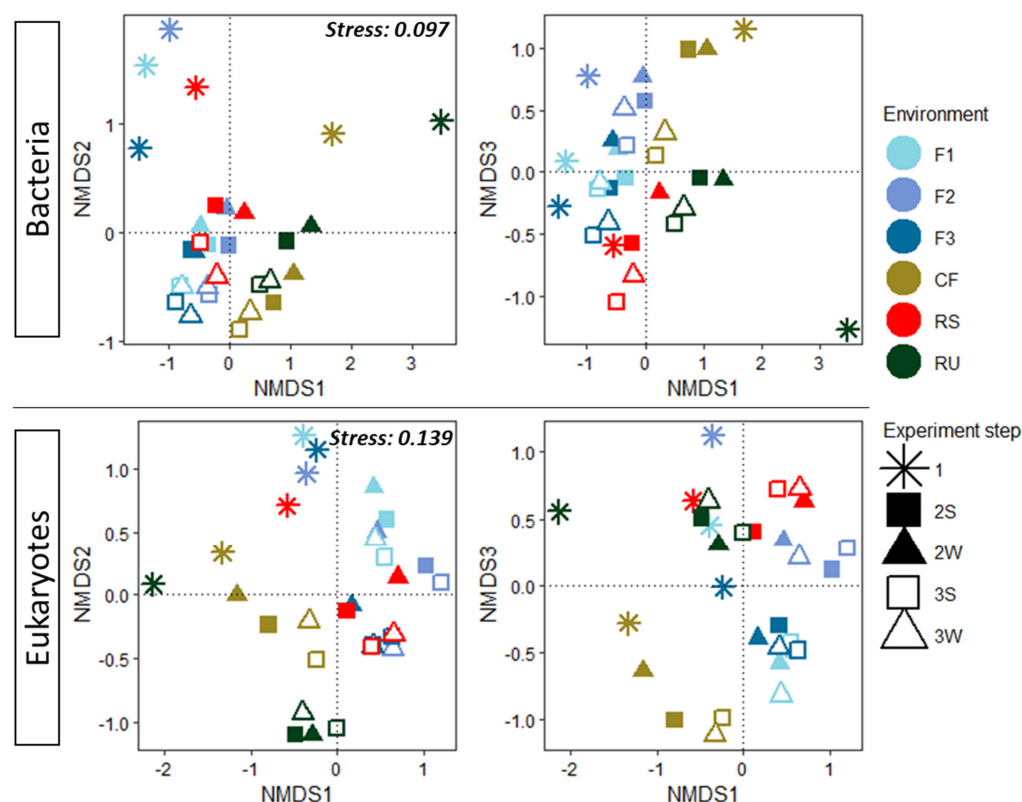 Bacteria
Stress: 0.097
NMDS2
1
0
-1
-1
0
1
2
3
NMDS1
NMDS3
1.0
0.5
0.0
-0.5
-1.0
-1
0
1
2
3
NMDS1
Environment
F1
F2
F3
CF
RS
RU
Eukaryotes
Stress: 0.139
NMDS2
1.0
0.5
0.0
-0.5
-1.0
-2
-1
0
1
NMDS1
NMDS3
1.0
0.5
0.0
-0.5
-1.0
-2
-1
0
1
NMDS1
Experiment step
1
2S
2W
3S
3W